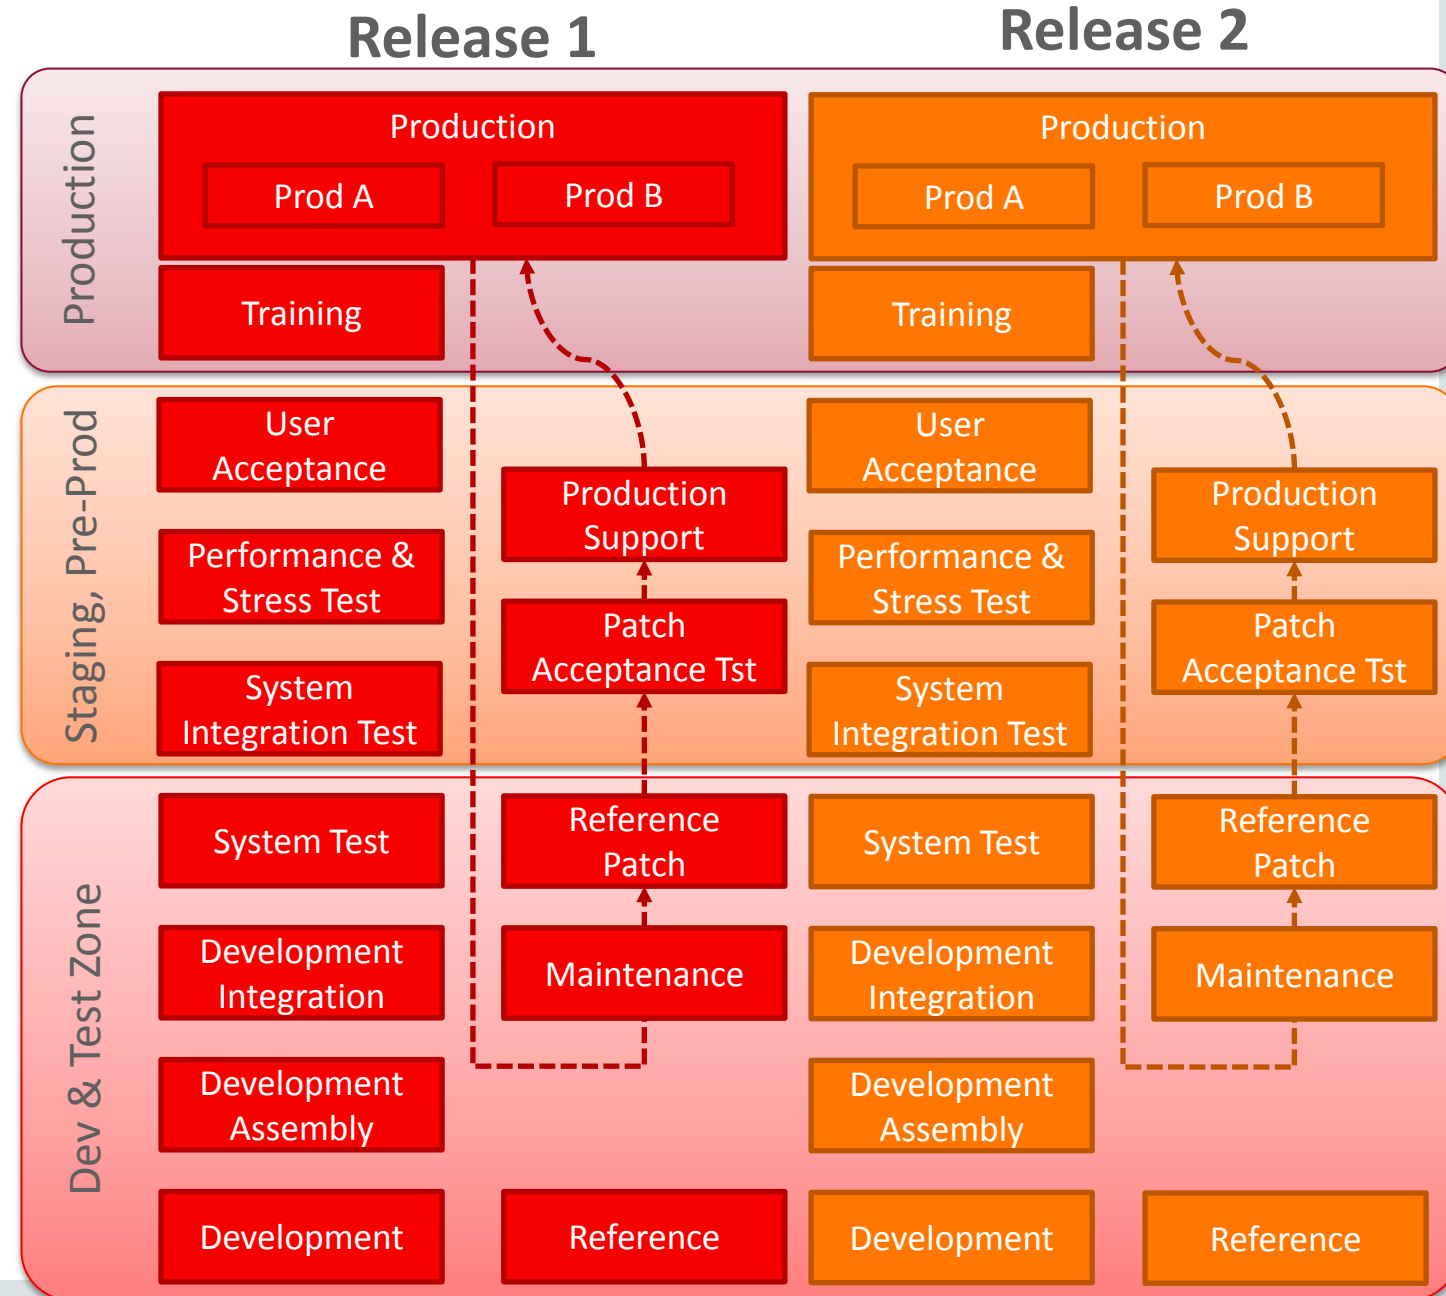 Release 1
Release 2
Production
Production
Prod A
Prod B
Training
Production
Prod A
Prod B
Training
Staging, Pre-Prod
User
Acceptance
Performance &
Stress Test
System
Integration Test
Production
Support
Patch
Acceptance Tst
User
Acceptance
Performance &
Stress Test
System
Integration Test
Production
Support
Patch
Acceptance Tst
Dev & Test Zone
System Test
Development
Integration
Development
Assembly
Development
Reference
Patch
Maintenance
Reference
System Test
Development
Integration
Development
Assembly
Development
Reference
Patch
Maintenance
Reference